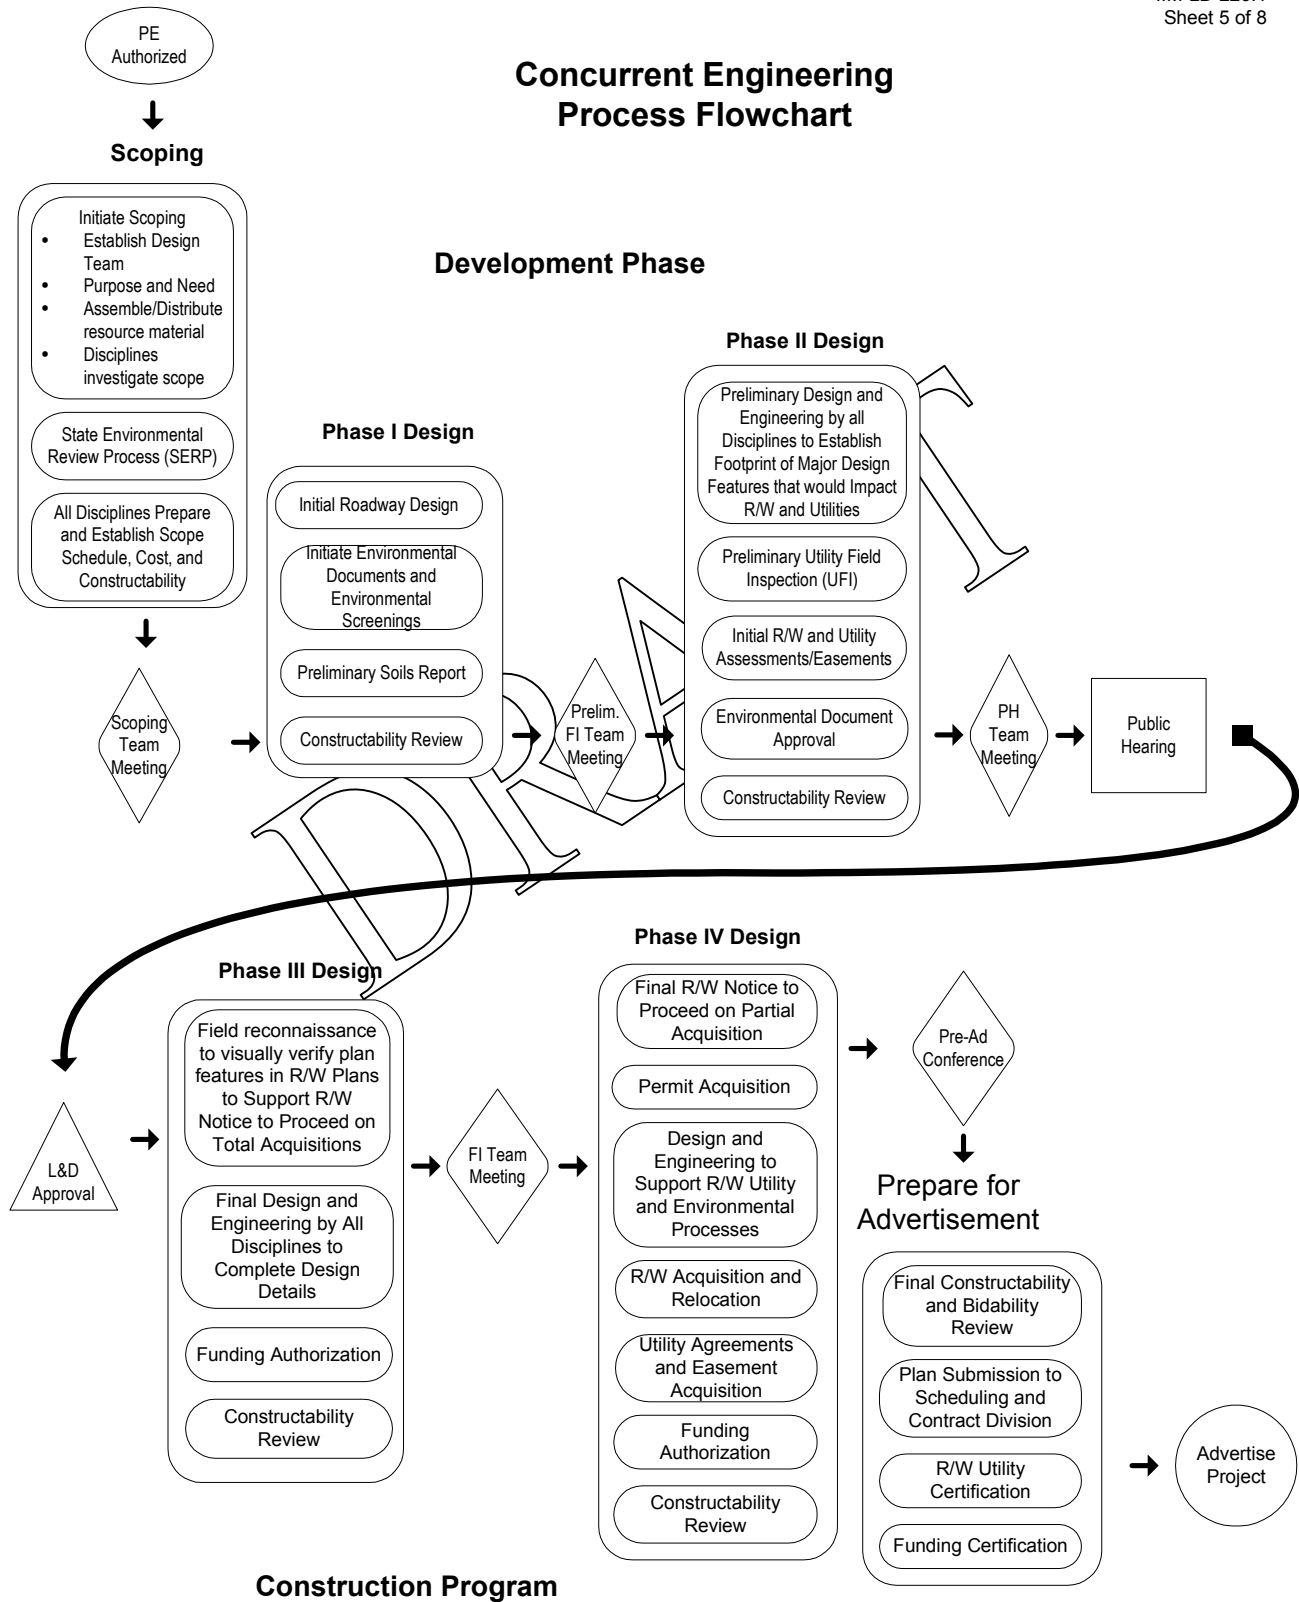 Sheet 5 of 8
PE
Authorized
Concurrent Engineering
Process Flowchart
Scoping
Initiate Scoping
• Establish Design
Team
• Purpose and Need
• Assemble/Distribute
resource material
• Disciplines
investigate scope
State Environmental
Review Process (SERP)
All Disciplines Prepare
and Establish Scope
Schedule, Cost, and
Constructability
Scoping
Team
Meeting
Development Phase
Phase I Design
Initial Roadway Design
Initiate Environmental
Documents and
Environmental
Screenings
Preliminary Soils Report
Constructability Review
Prelim.
FI Team
Meeting
Phase II Design
Preliminary Design and
Engineering by all
Disciplines to Establish
Footprint of Major Design
Features that would Impact
R/W and Utilities
Preliminary Utility Field
Inspection (UFI)
Initial R/W and Utility
Assessments/Easements
Environmental Document
Approval
Constructability Review
PH
Team
Meeting
Public
Hearing
DRAFT
L&D
Approval
Phase III Design
Field reconnaissance
to visually verify plan
features in R/W Plans
to Support R/W
Notice to Proceed on
Total Acquisitions
Final Design and
Engineering by All
Disciplines to
Complete Design
Details
Funding Authorization
Constructability
Review
FI Team
Meeting
Phase IV Design
Final R/W Notice to
Proceed on Partial
Acquisition
Permit Acquisition
Design and
Engineering to
Support R/W Utility
and Environmental
Processes
R/W Acquisition and
Relocation
Utility Agreements
and Easement
Acquisition
Funding
Authorization
Constructability
Review
Pre-Ad
Conference
Prepare for
Advertisement
Final Constructability
and Bidability
Review
Plan Submission to
Scheduling and
Contract Division
R/W Utility
Certification
Funding Certification
Advertise
Project
Construction Program